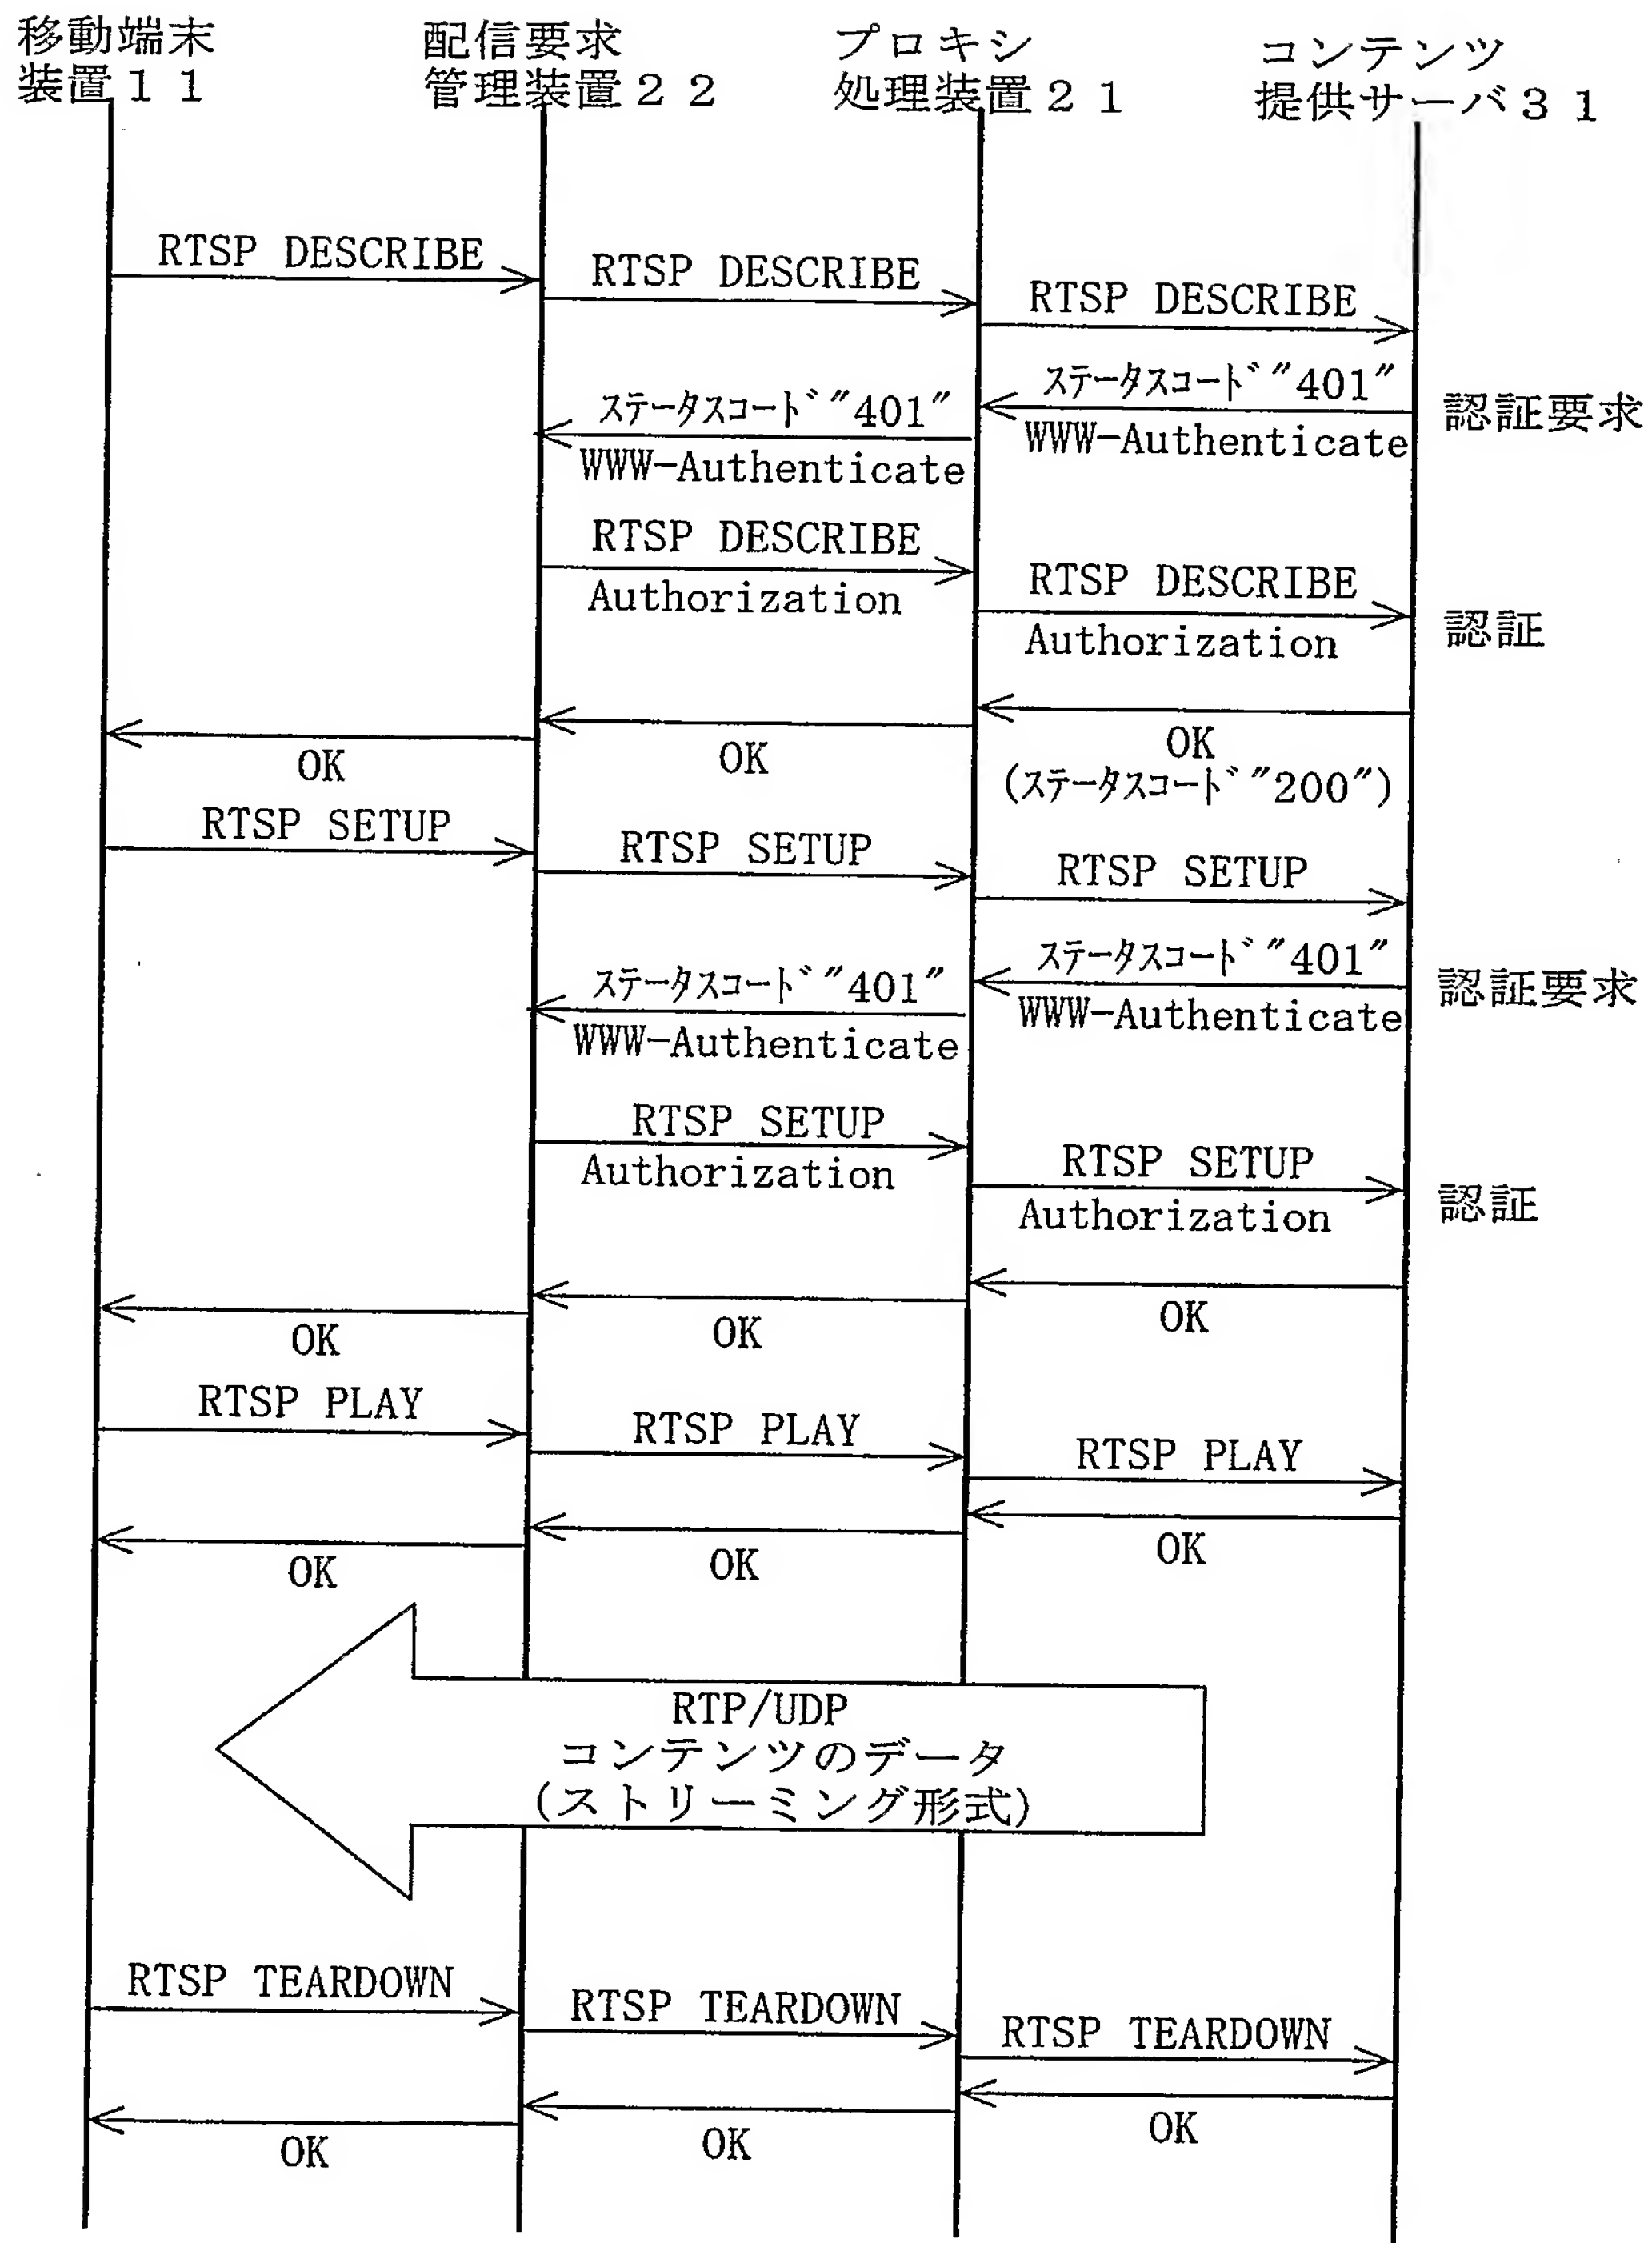 移動端末
装置１１
配信要求
管理装置２２
プロキシ
処理装置２１
コンテンツ
提供サーバ３１
RTSP DESCRIBE
RTSP DESCRIBE
RTSP DESCRIBE
ｽﾃｰﾀｽｺｰﾄﾞ"401"
WWW-Authenticate
認証要求
ｽﾃｰﾀｽｺｰﾄﾞ"401"
WWW-Authenticate
RTSP DESCRIBE
Authorization
RTSP DESCRIBE
Authorization
認証
OK
(ｽﾃｰﾀｽｺｰﾄﾞ"200")
OK
OK
RTSP SETUP
RTSP SETUP
RTSP SETUP
ｽﾃｰﾀｽｺｰﾄﾞ"401"
WWW-Authenticate
認証要求
ｽﾃｰﾀｽｺｰﾄﾞ"401"
WWW-Authenticate
RTSP SETUP
Authorization
RTSP SETUP
Authorization
認証
OK
OK
OK
RTSP PLAY
RTSP PLAY
RTSP PLAY
OK
OK
OK
RTP/UDP
コンテンツのデータ
(ストリーミング形式)
RTSP TEARDOWN
RTSP TEARDOWN
RTSP TEARDOWN
OK
OK
OK